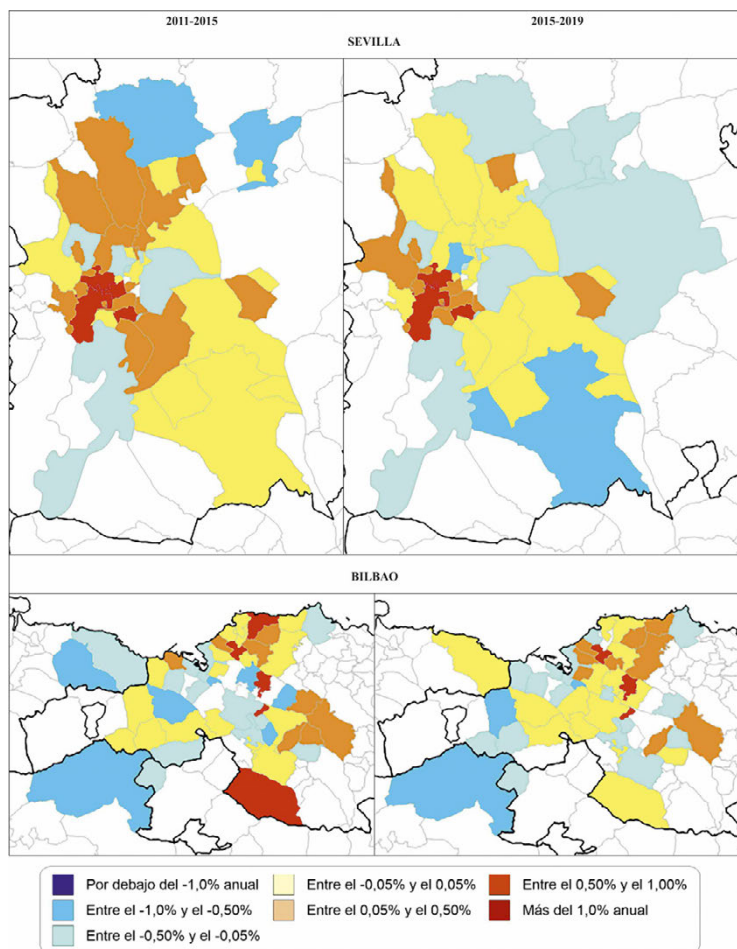 2011-2015 2015-2019
SEVILLA
BILBAO
Por debajo del -1,0% anual Entre el -0,05% y el 0,05% Entre el 0,50% y el 1,00%
Entre el -1,0% y el -0,50% Entre el 0,05% y el 0,50% Más del 1,0% anual
Entre el -0,50% y el -0,05%